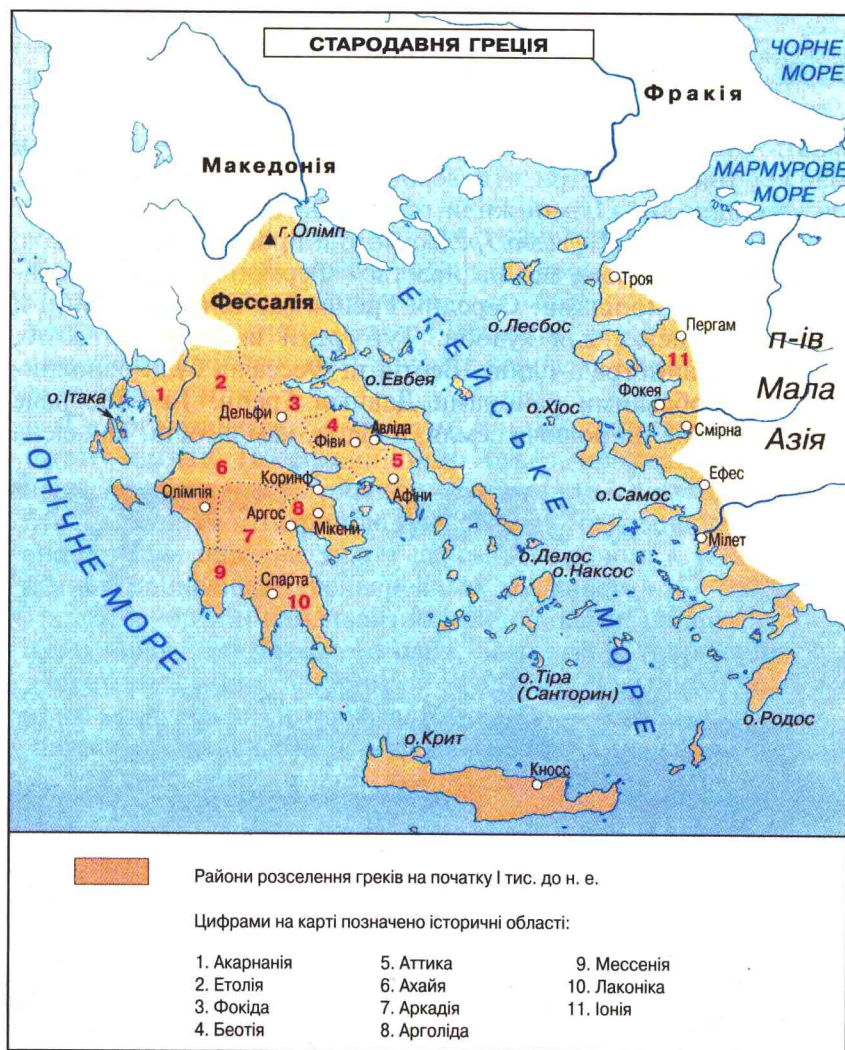 СТАРОДАВНЯ ГРЕЦІЯ
ЧОРНЕ
МОРЕ
Фракія
Македонія
МАРМУРОВЕ
МОРЕ
г.Олімп
Троя
Фессалія
ЕГЕЙСЬКЕ МОРЕ
о.Лесбос
Пергам
п-ів
Мала
Азія
11
о.Ітака
1
2
3
о.Евбея
Фокея
Дельфи
4
Авліда
о.Хіос
Смірна
Фіви
5
ІОНІЧНЕ МОРЕ
6
Коринф
Афіни
Ефес
Олімпія
8
о.Самос
Аргос
Мікени
7
Мілет
о.Делос
9
о.Наксос
Спарта
10
о.Тіра
(Санторин)
о.Родос
о.Крит
Кносс
Райони розселення греків на початку І тис. до н. е.
Цифрами на карті позначено історичні області:
1. Акарнанія
2. Етолія
3. Фокіда
4. Беотія
5. Аттика
6. Ахайя
7. Аркадія
8. Арголіда
9. Мессенія
10. Лаконіка
11. Іонія